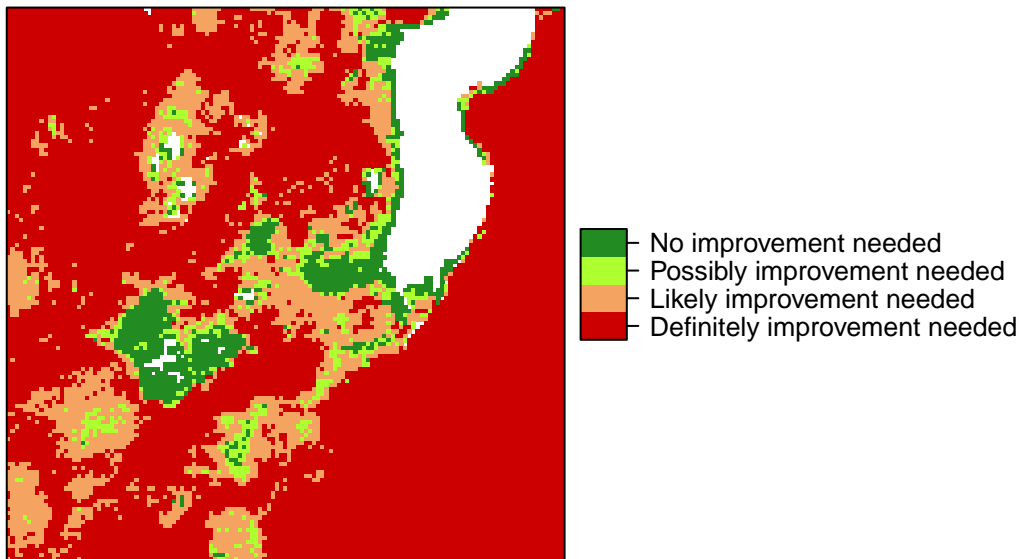 No improvement needed
Possibly improvement needed
Likely improvement needed
Definitely improvement needed